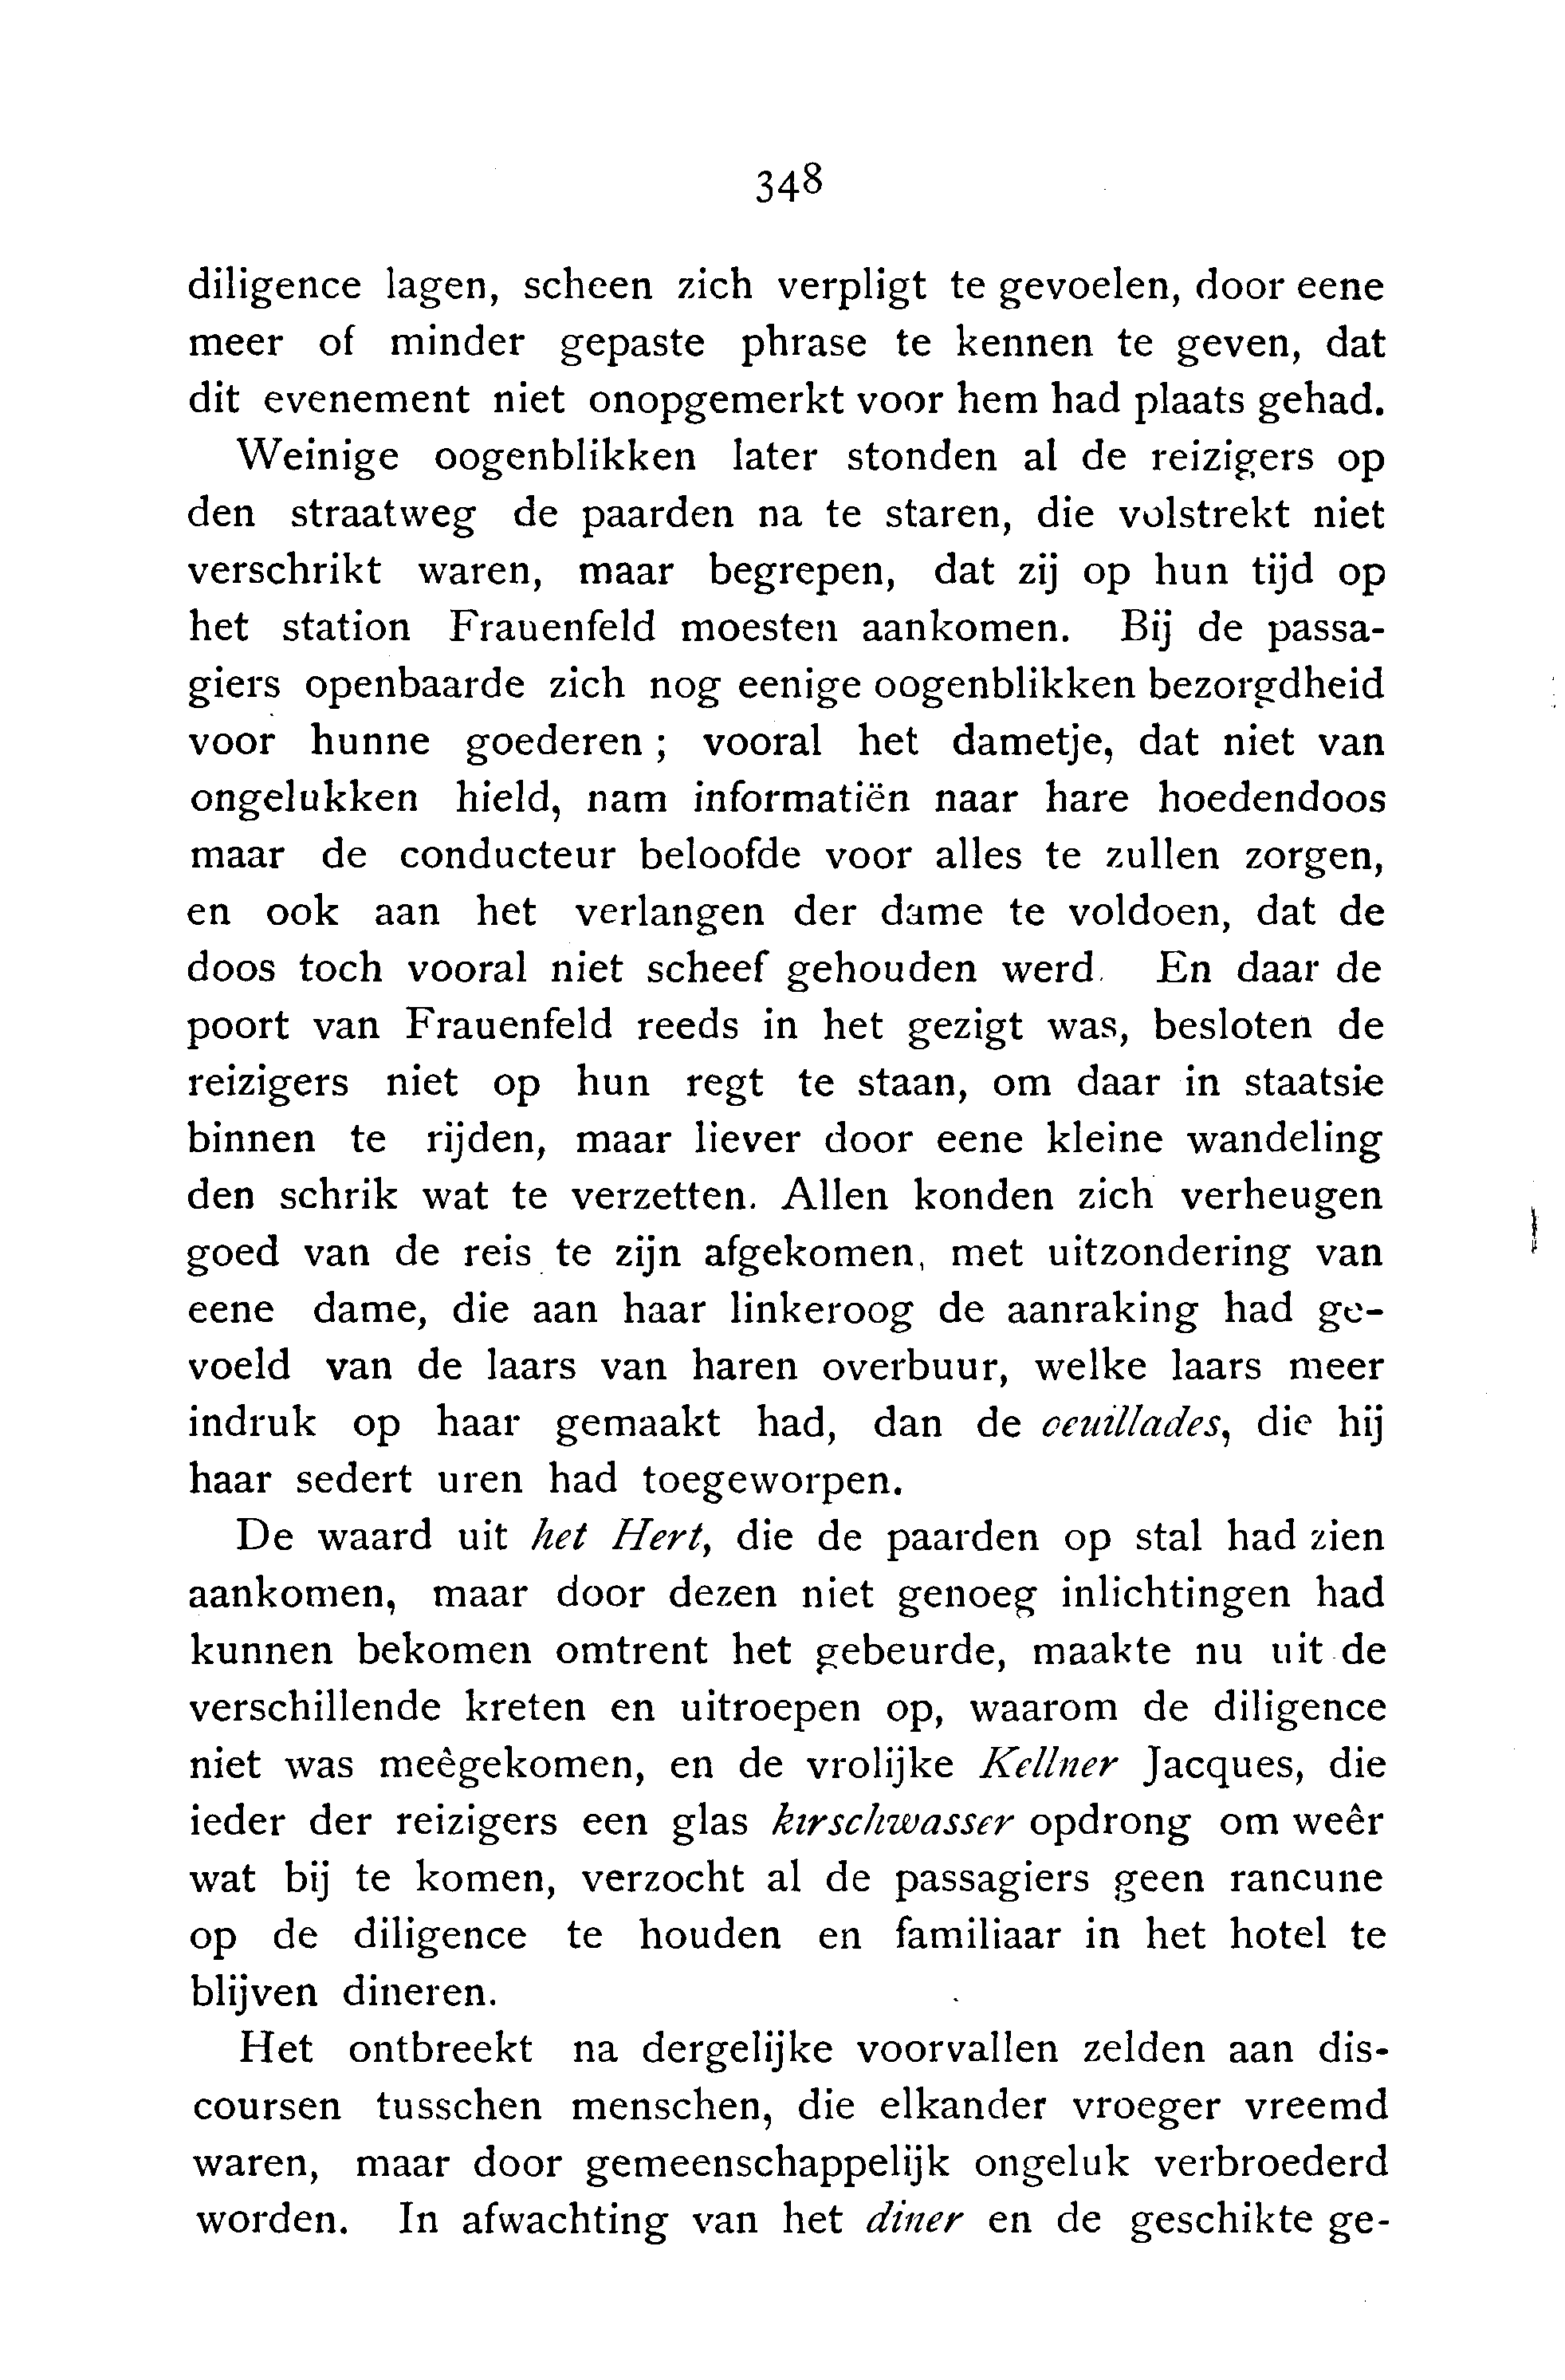 348
diligence lagen, scheen zich verpligt te gevoelen, door eene
meer of minder gepaste phrase te kennen te geven, dat
dit evenement niet onopgemerkt voor hem had plaats gehad.
Weinige oogenblikken later stonden al de reizigers op
den straatweg de paarden na te staren, die volstrekt niet
verschrikt waren, maar begrepen, dat zij op hun tijd op
het station Frauenfeld moesten aankomen. Bij de passa-
giers openbaarde zich nog eenige oogenblikken bezorgdheid
voor hunne goederen; vooral het dametje, dat niet van
ongelukken hield, nam informatiën naar hare hoedendoos
maar de conducteur beloofde voor alles te zullen zorgen,
en ook aan het verlangen der dame te voldoen, dat de
doos toch vooral niet scheef gehouden werd. En daar de
poort van Frauenfeld reeds in het gezigt was, besloten de
reizigers niet op hun regt te staan, om daar in staatsie
binnen te rijden, maar liever door eene kleine wandeling
den schrik wat te verzetten. Allen konden zich verheugen
goed van de reis te zijn afgekomen, met uitzondering van
eene dame, die aan haar linkeroog de aanraking had ge-
voeld van de laars van haren overbuur, welke laars meer
indruk op haar gemaakt had, dan de oeuillades, die hij
haar sedert uren had toegeworpen.
De waard uit het Hert, die de paarden op stal had zien
aankomen, maar door dezen niet genoeg inlichtingen had
kunnen bekomen omtrent het gebeurde, maakte nu uit de
verschillende kreten en uitroepen op, waarom de diligence
niet was meêgekomen, en de vrolijke Kellner Jacques, die
ieder der reizigers een glas kirschwasser opdrong om weêr
wat bij te komen, verzocht al de passagiers geen rancune
op de diligence te houden en familiaar in het hotel te
blijven dineren.
Het ontbreekt na dergelijke voorvallen zelden aan dis-
coursen tusschen menschen, die elkander vroeger vreemd
waren, maar door gemeenschappelijk ongeluk verbroederd
worden. In afwachting van het diner en de geschikte ge-